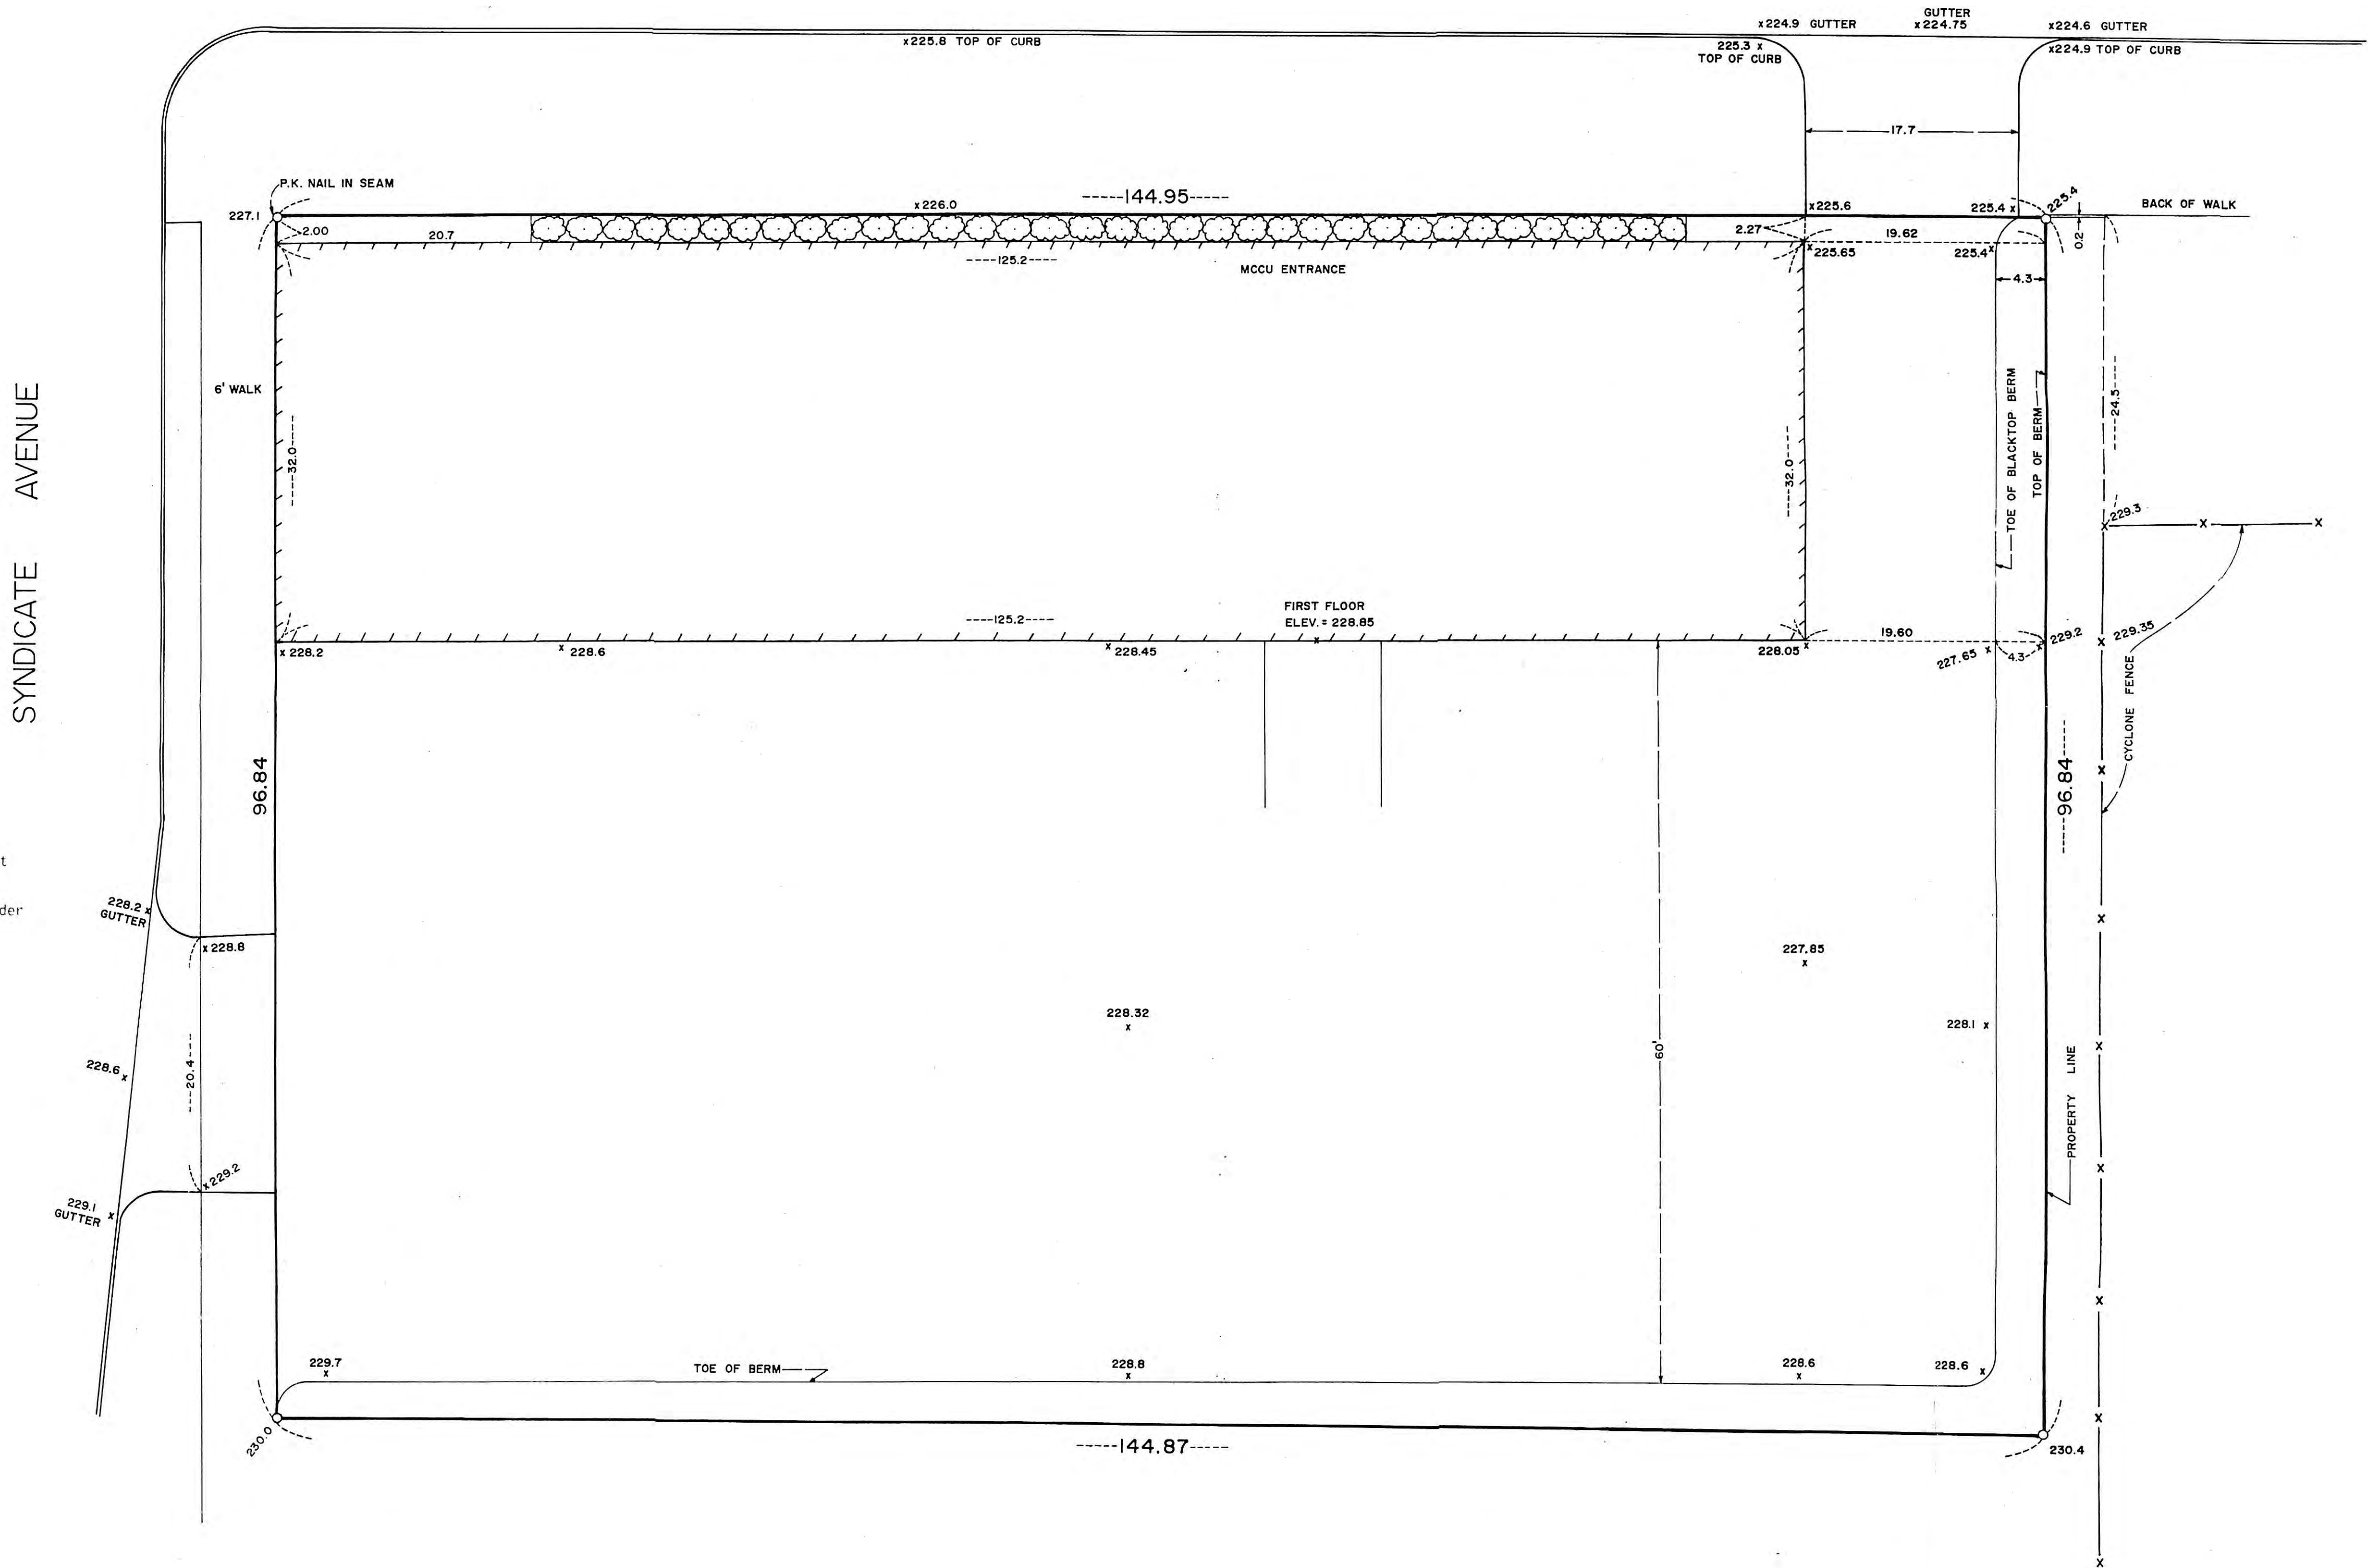 GUTTER
x224.9 GUTTER
x224.75
x224.6 GUTTER
x225.8 TOP OF CURB
225.3 x
TOP OF CURB
x224.9 TOP OF CURB
17.7
P.K. NAIL IN SEAM
227.1
-----144.95-----
x226.0
x225.6
225.4 x
225.4
BACK OF WALK
2.00
20.7
2.27
19.62
0.2
----125.2----
MCCU ENTRANCE
x225.65
225.4x
4.3
SYNDICATE AVENUE
6' WALK
----32.0----
----32.0----
TOE OF BLACKTOP BERM
TOP OF BERM
----24.5----
229.3
x
x
x
FIRST FLOOR
ELEV. = 228.85
----125.2----
x228.2
x
228.6
x
228.45
228.05 x
19.60
227.65 x
4.3
229.2
x
229.35
CYCLONE FENCE
96.84
-----96.84-----
t
der
228.2 x
GUTTER
x228.8
227.85
x
228.32
x
228.1 x
60'
228.6 x
---20.4---
PROPERTY LINE
x229.2
229.1 x
GUTTER
229.7
x
TOE OF BERM
228.8
x
228.6
x
228.6 x
230.0
-----144.87-----
230.4